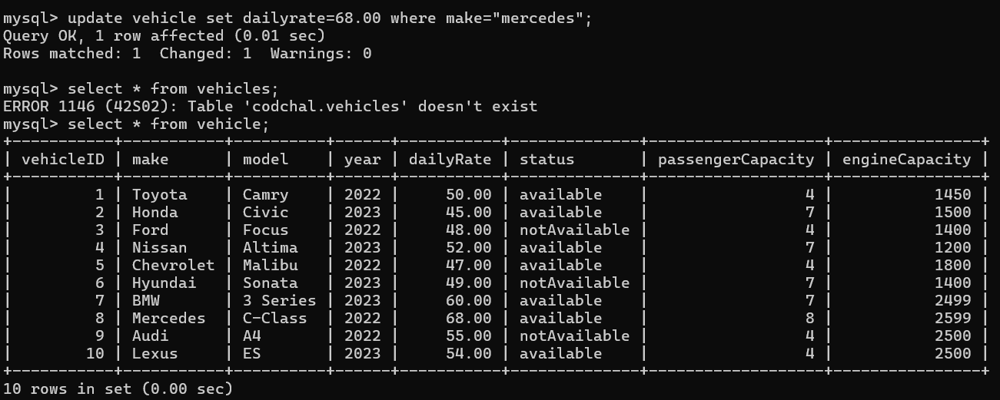 mysql> update vehicle set dailyrate=68.00 where make="mercedes";
Query OK, 1 row affected (0.01 sec)
Rows matched: 1  Changed: 1  Warnings: 0

mysql> select * from vehicles;
ERROR 1146 (42S02): Table 'codchal.vehicles' doesn't exist
mysql> select * from vehicle;
+-----------+-----------+----------+------+-----------+--------------+-------------------+----------------+
| vehicleID | make      | model    | year | dailyRate | status       | passengerCapacity | engineCapacity |
+-----------+-----------+----------+------+-----------+--------------+-------------------+----------------+
|         1 | Toyota    | Camry    | 2022 |     50.00 | available    |                 4 |           1450 |
|         2 | Honda     | Civic    | 2023 |     45.00 | available    |                 7 |           1500 |
|         3 | Ford      | Focus    | 2022 |     48.00 | notAvailable |                 4 |           1400 |
|         4 | Nissan    | Altima   | 2023 |     52.00 | available    |                 7 |           1200 |
|         5 | Chevrolet | Malibu   | 2022 |     47.00 | available    |                 4 |           1800 |
|         6 | Hyundai   | Sonata   | 2023 |     49.00 | notAvailable |                 7 |           1400 |
|         7 | BMW       | 3 Series | 2023 |     60.00 | available    |                 7 |           2499 |
|         8 | Mercedes  | C-Class  | 2022 |     68.00 | available    |                 8 |           2599 |
|         9 | Audi      | A4       | 2022 |     55.00 | notAvailable |                 4 |           2500 |
|        10 | Lexus     | ES       | 2023 |     54.00 | available    |                 4 |           2500 |
+-----------+-----------+----------+------+-----------+--------------+-------------------+----------------+
10 rows in set (0.00 sec)